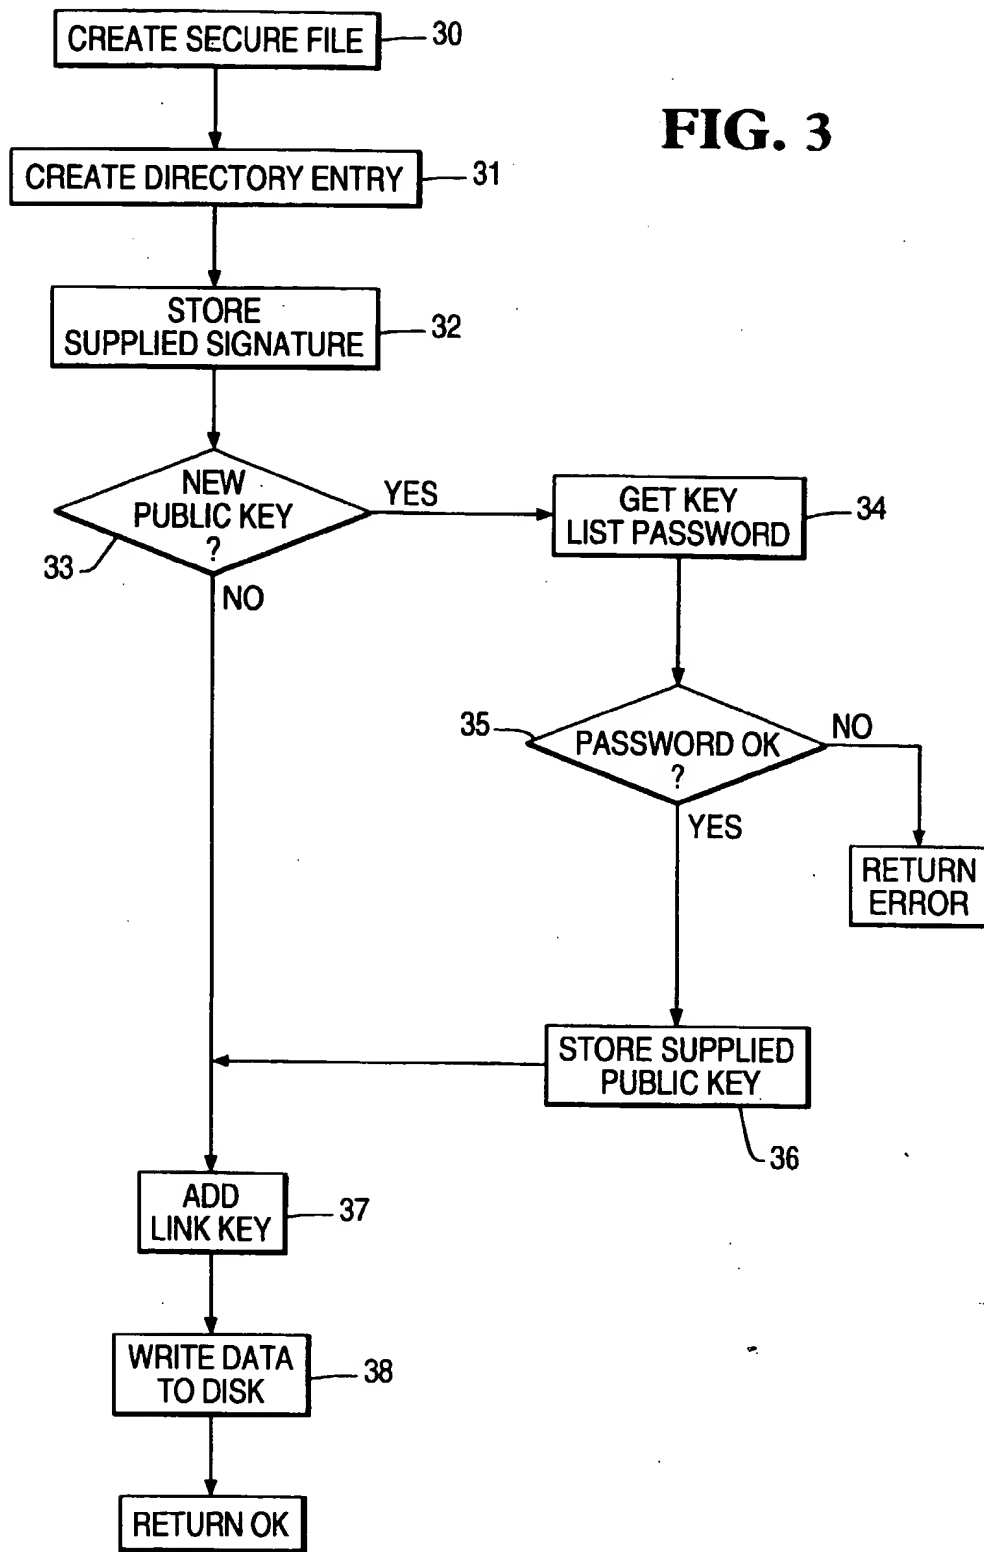 CREATE SECURE FILE
30
FIG. 3
CREATE DIRECTORY ENTRY
31
STORE
SUPPLIED SIGNATURE
32
NEW
PUBLIC KEY
?
33
YES
NO
GET KEY
LIST PASSWORD
34
35
PASSWORD OK
?
NO
YES
RETURN
ERROR
STORE SUPPLIED
PUBLIC KEY
36
ADD
LINK KEY
37
WRITE DATA
TO DISK
38
RETURN OK